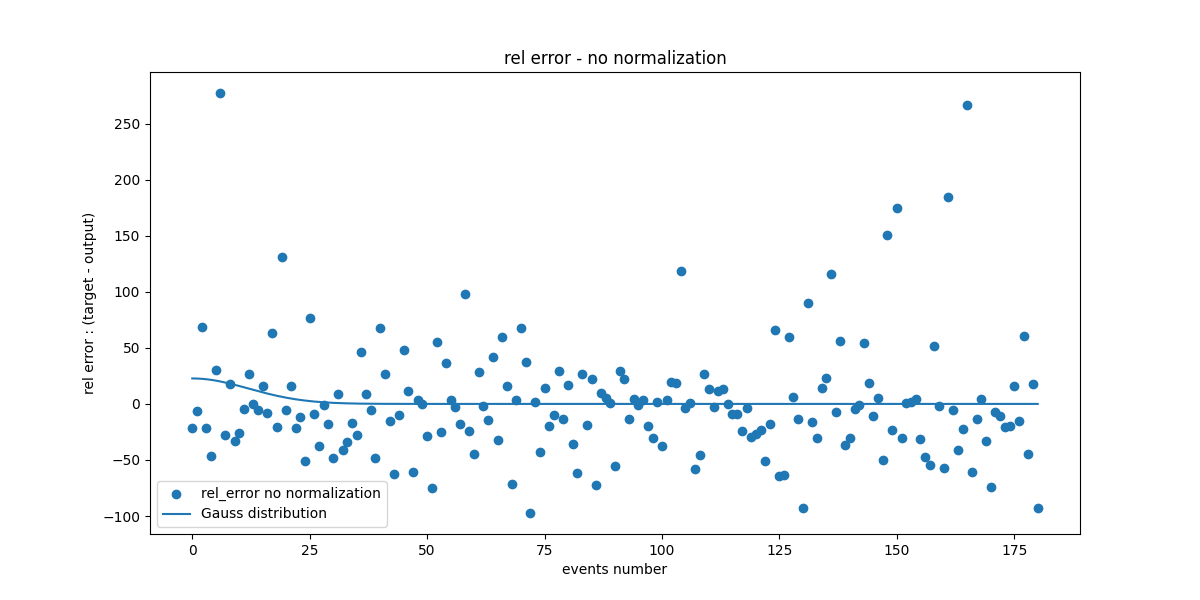 rel error - no normalization
rel error : (target - output)
250
200
150
100
50
0
−50
−100
rel_error no normalization
Gauss distribution
0 25 50 75 100 125 150 175
events number